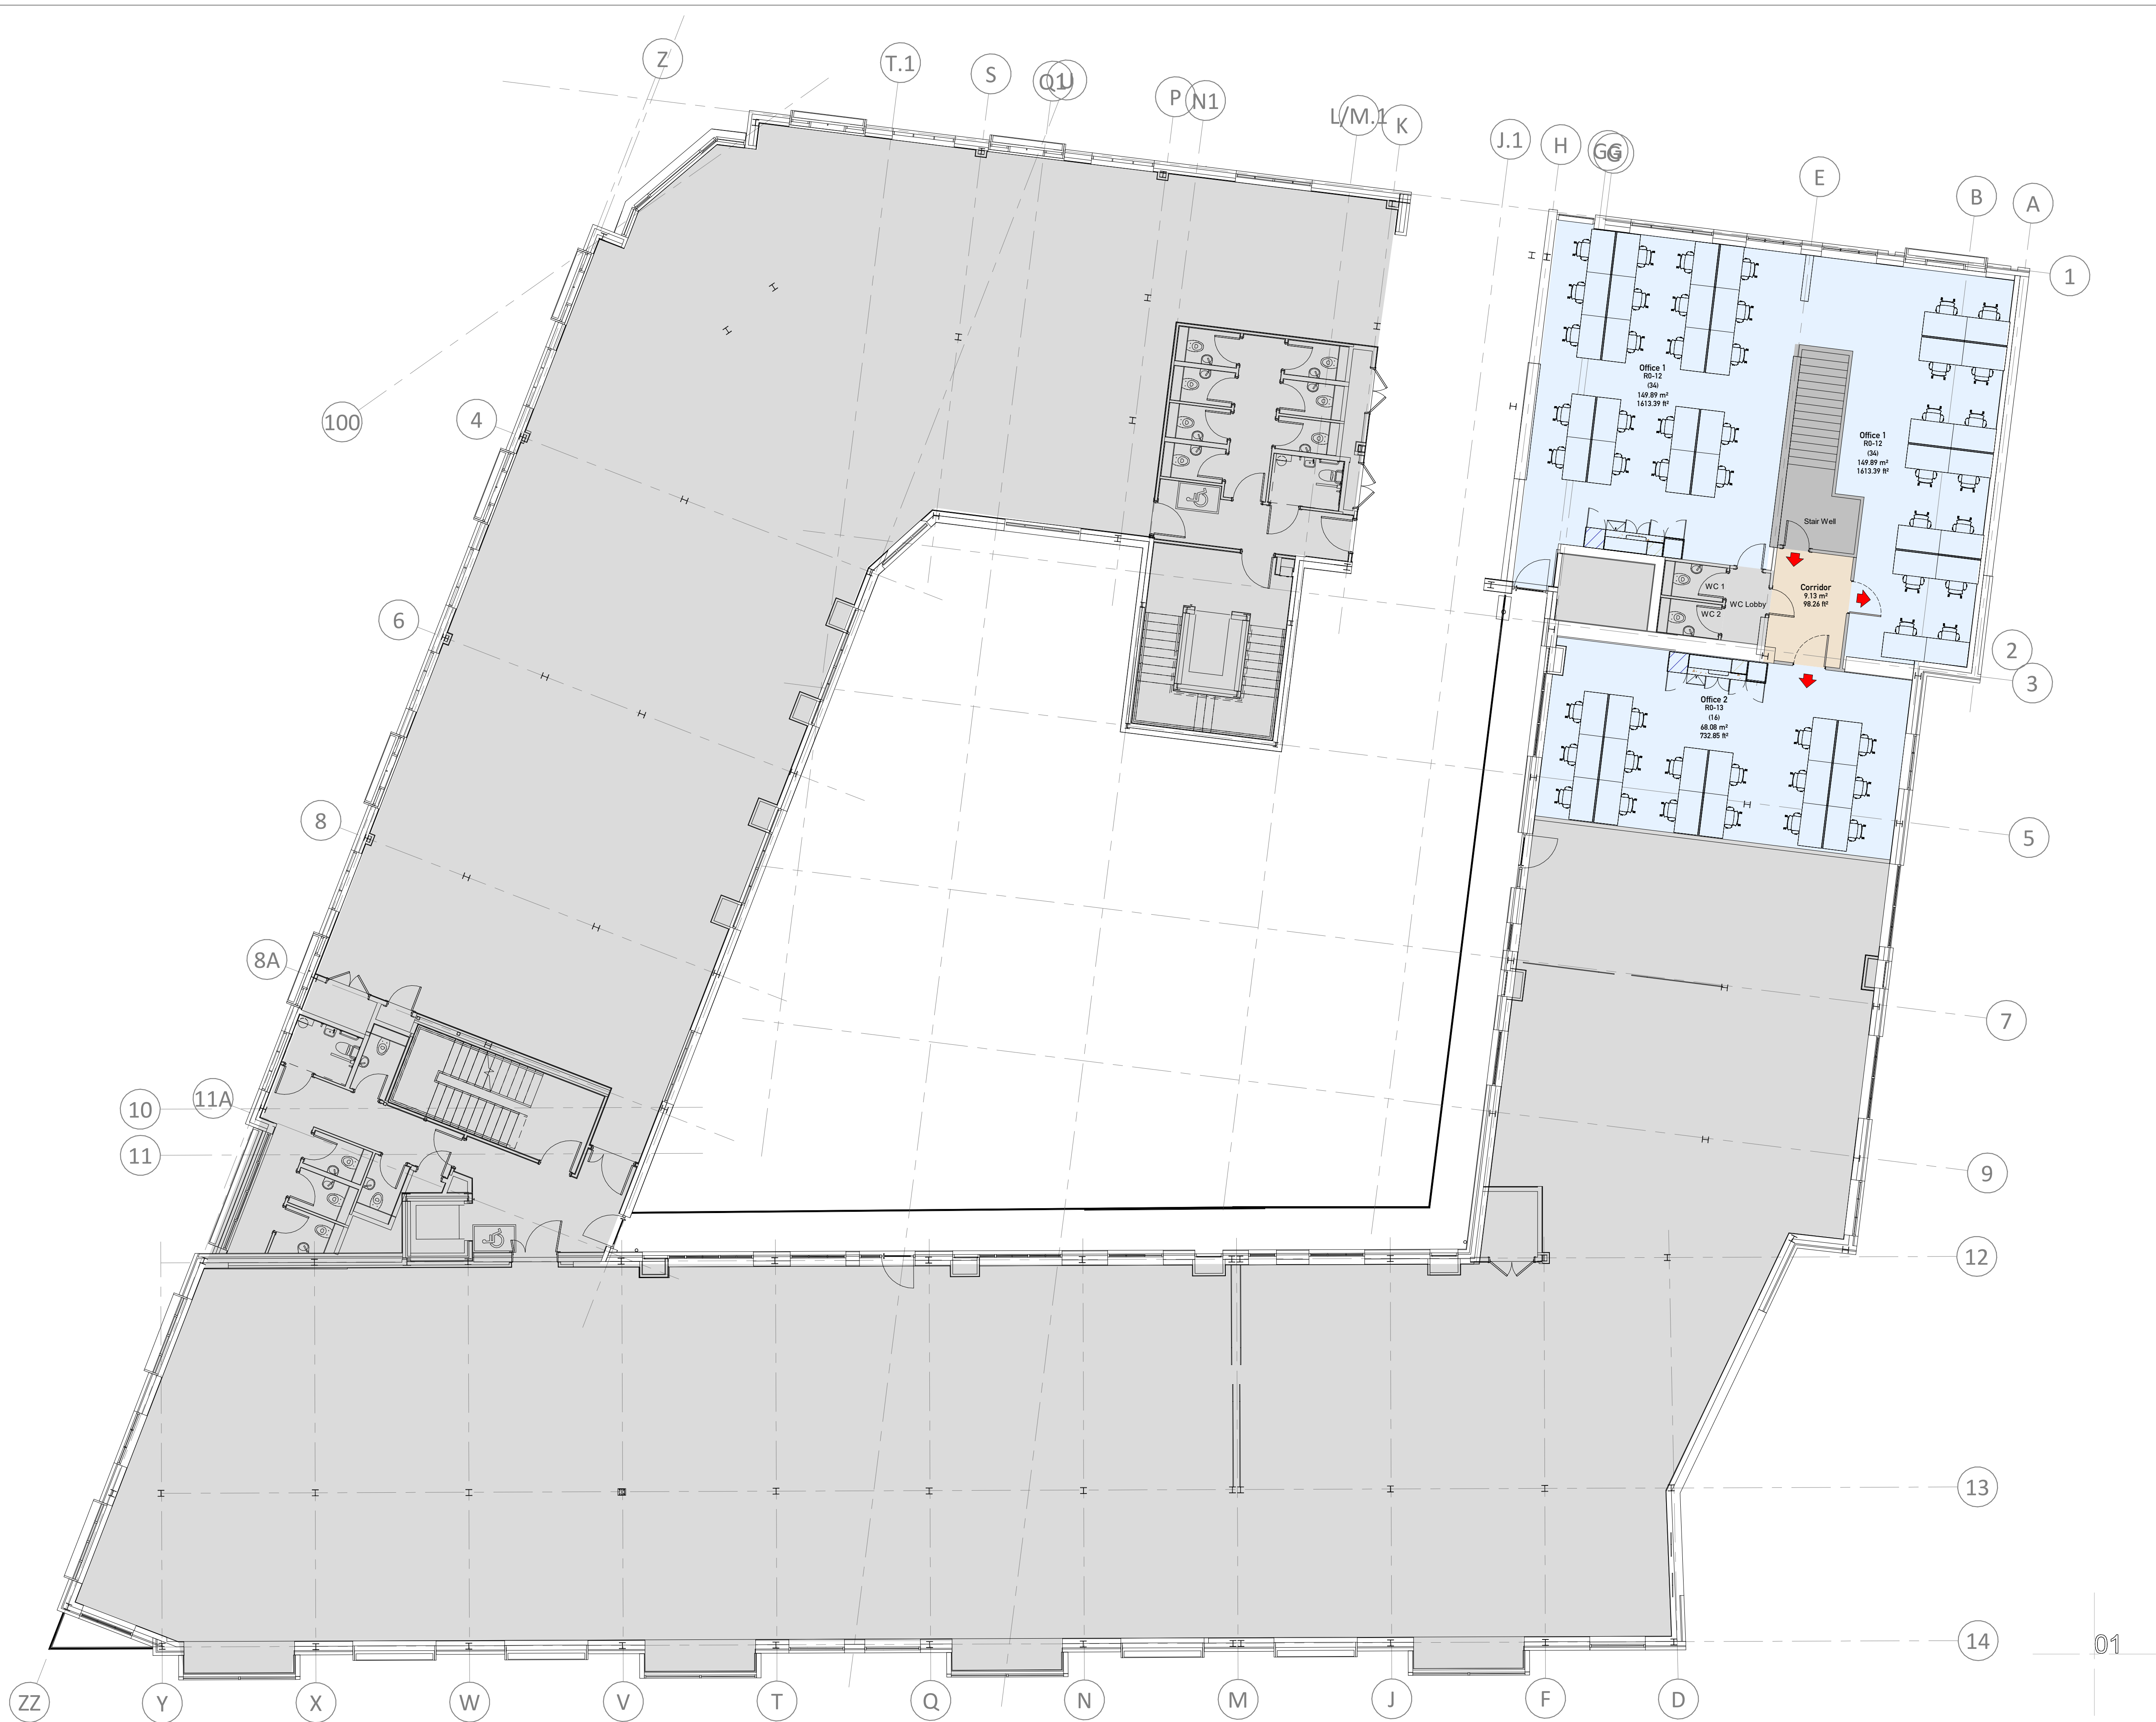 Z
T.1
S
Q1
U
P
N1
L/M.1
K
J.1
H
GG
G
E
B
A
1
100
4
Office 1
R0-12
(34)
149.89 m²
1613.39 ft²
Office 1
R0-12
(34)
149.89 m²
1613.39 ft²
Stair Well
WC 1
WC Lobby
WC 2
Corridor
9.13 m²
98.26 ft²
6
2
3
Office 2
R0-13
(16)
68.08 m²
732.85 ft²
8
5
8A
7
11A
10
11
9
12
13
14
01
ZZ
Y
X
W
V
T
Q
N
M
J
F
D